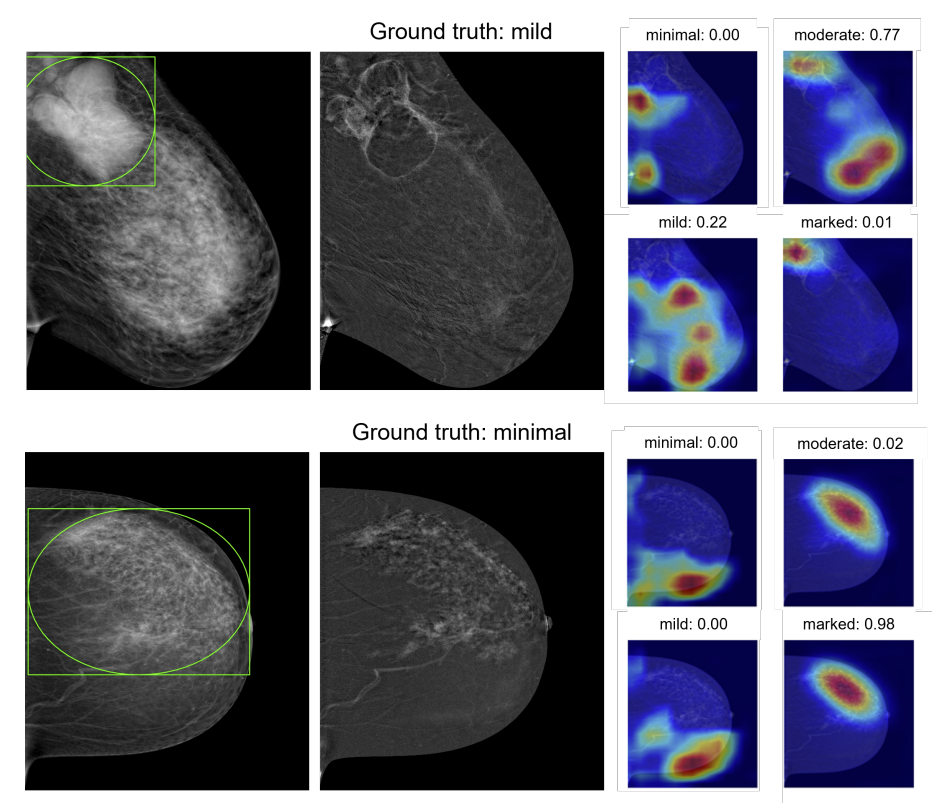 Ground truth: mild
minimal: 0.00
moderate: 0.77
mild: 0.22
marked: 0.01
Ground truth: minimal
minimal: 0.00
moderate: 0.02
mild: 0.00
marked: 0.98